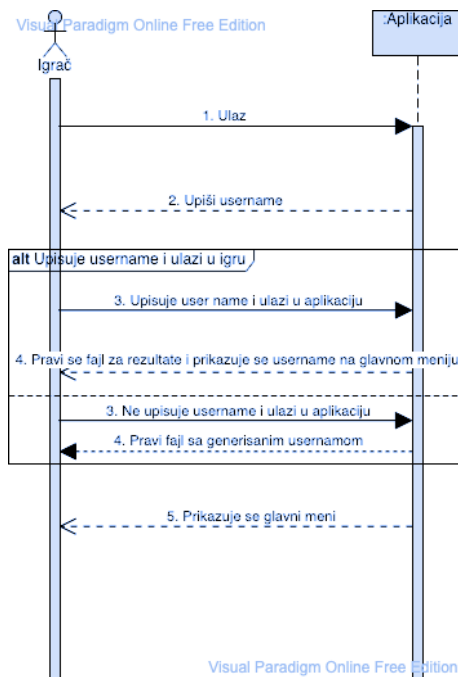 Visual Paradigm Online Free Edition
:Aplikacija
Igrač
1. Ulaz
2. Upiši username
alt Upisuje username i ulazi u igru
3. Upisuje user name i ulazi u aplikaciju
4. Pravi se fajl za rezultate i prikazuje se username na glavnom meniju
3. Ne upisuje username i ulazi u aplikaciju
4. Pravi fajl sa generisanim usernamom
5. Prikazuje se glavni meni
Visual Paradigm Online Free Edition